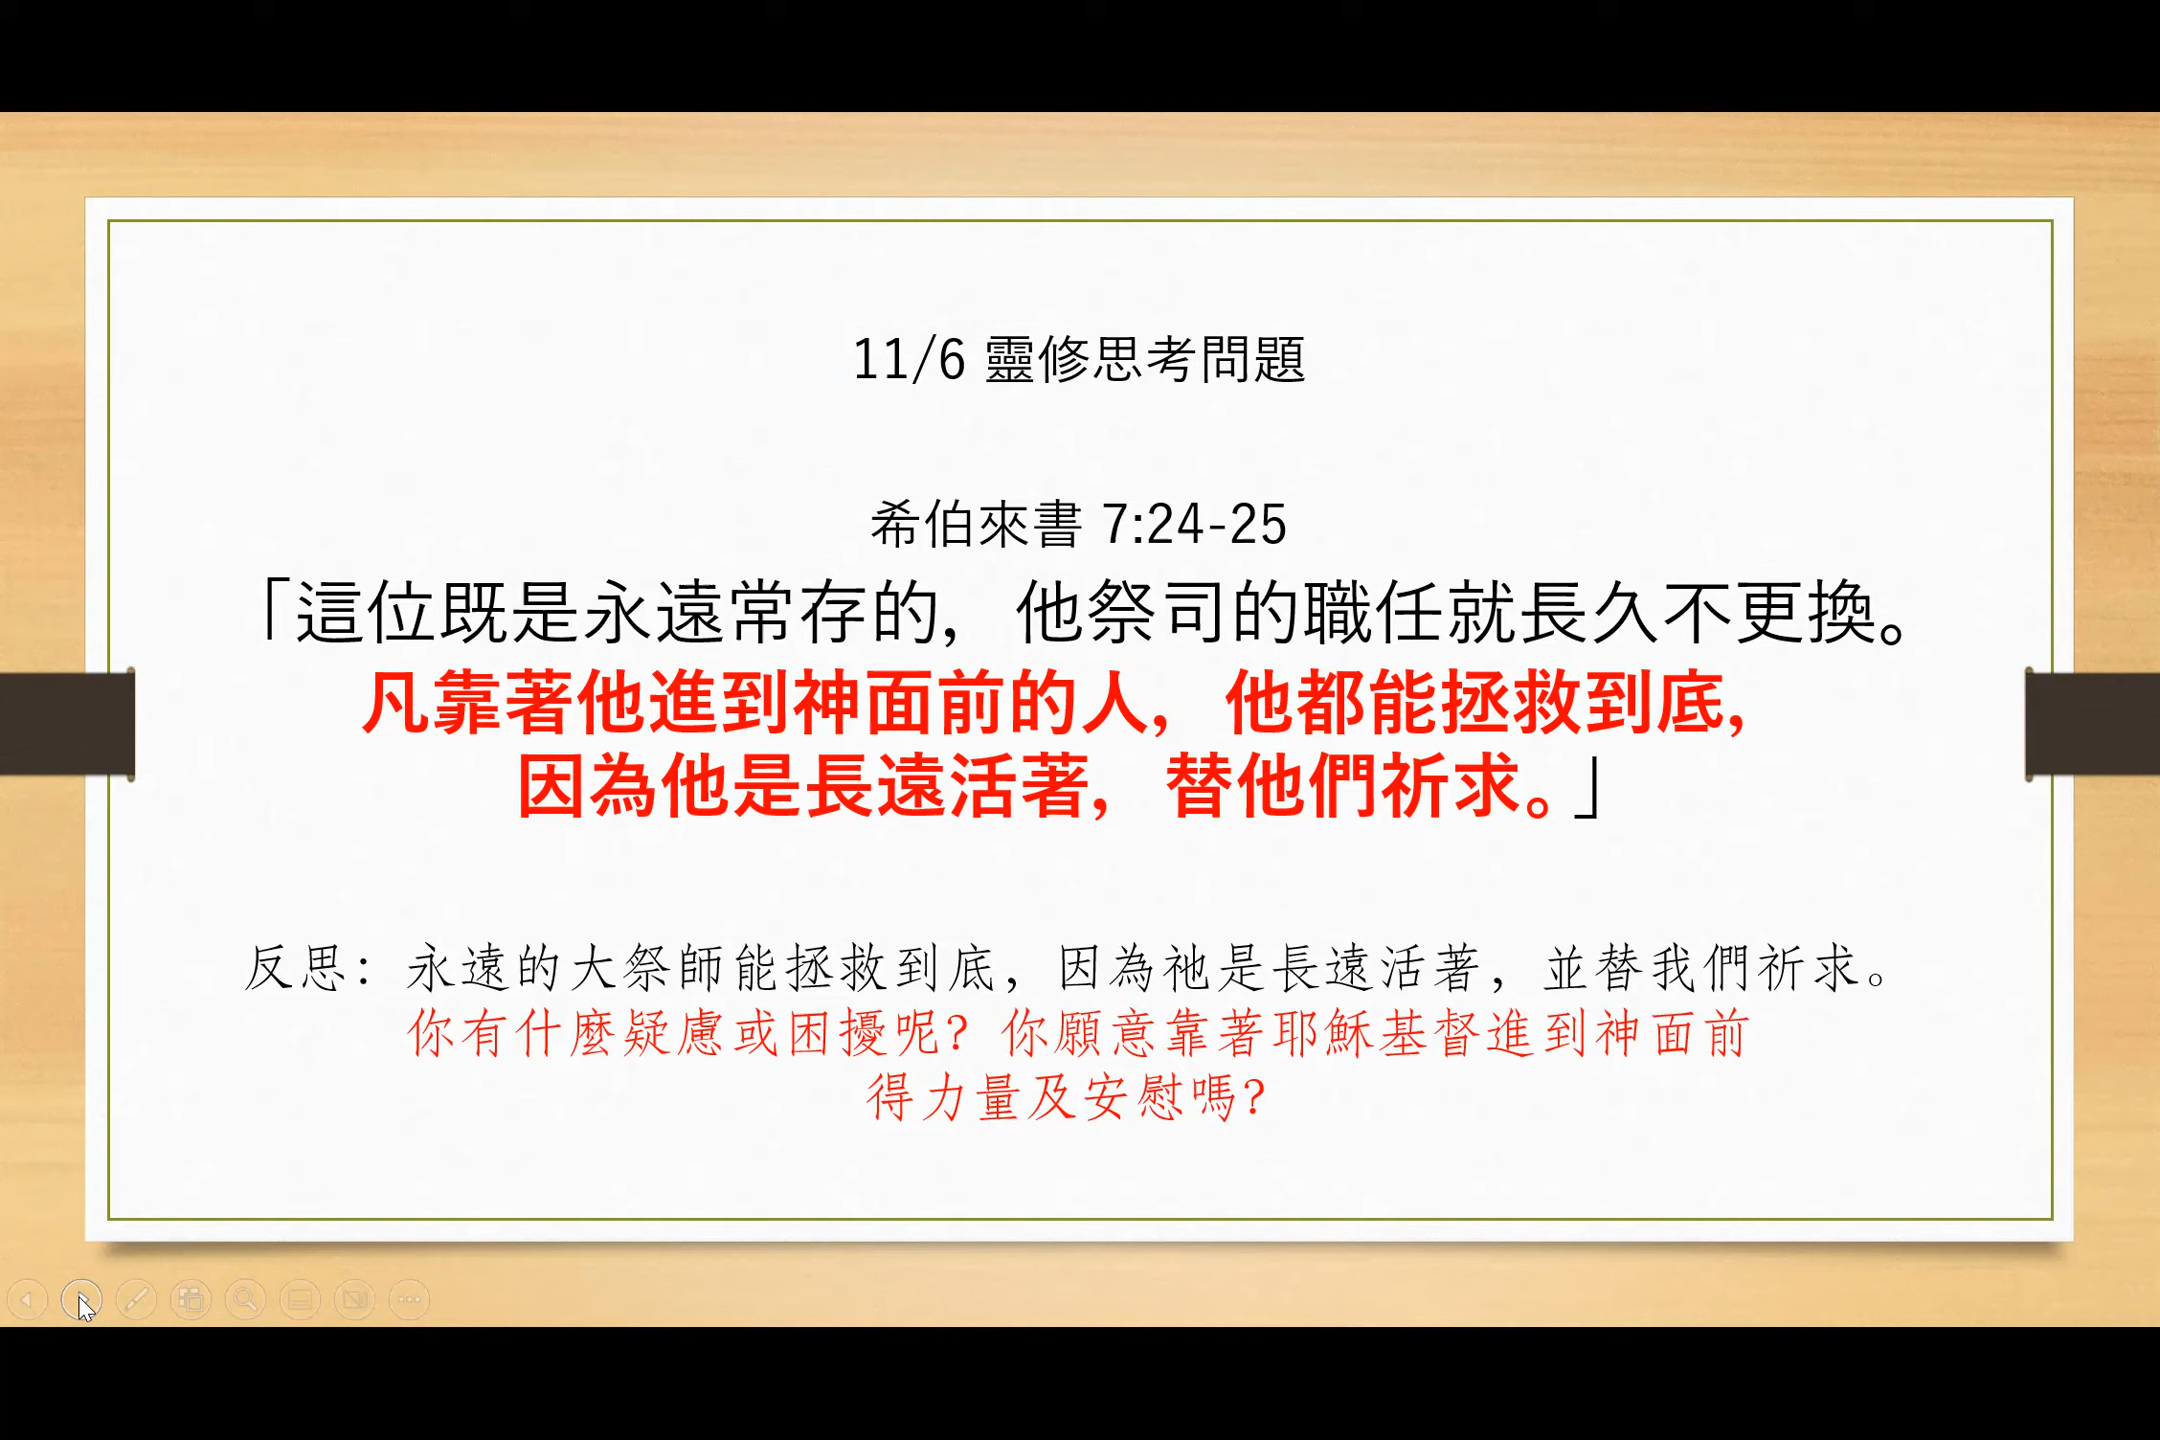 11/6 靈修思考問題
希伯來書 7:24-25
「這位既是永遠常存的, 他祭司的職任就長久不更換。
凡靠著他進到神面前的人, 他都能拯救到底,
因為他是長遠活著, 替他們祈求。」
反思: 永遠的大祭師能拯救到底, 因為祂是長遠活著, 並替我們祈求。
你有什麼疑慮或困擾呢? 你願意靠著耶穌基督進到神面前
得力量及安慰嗎?